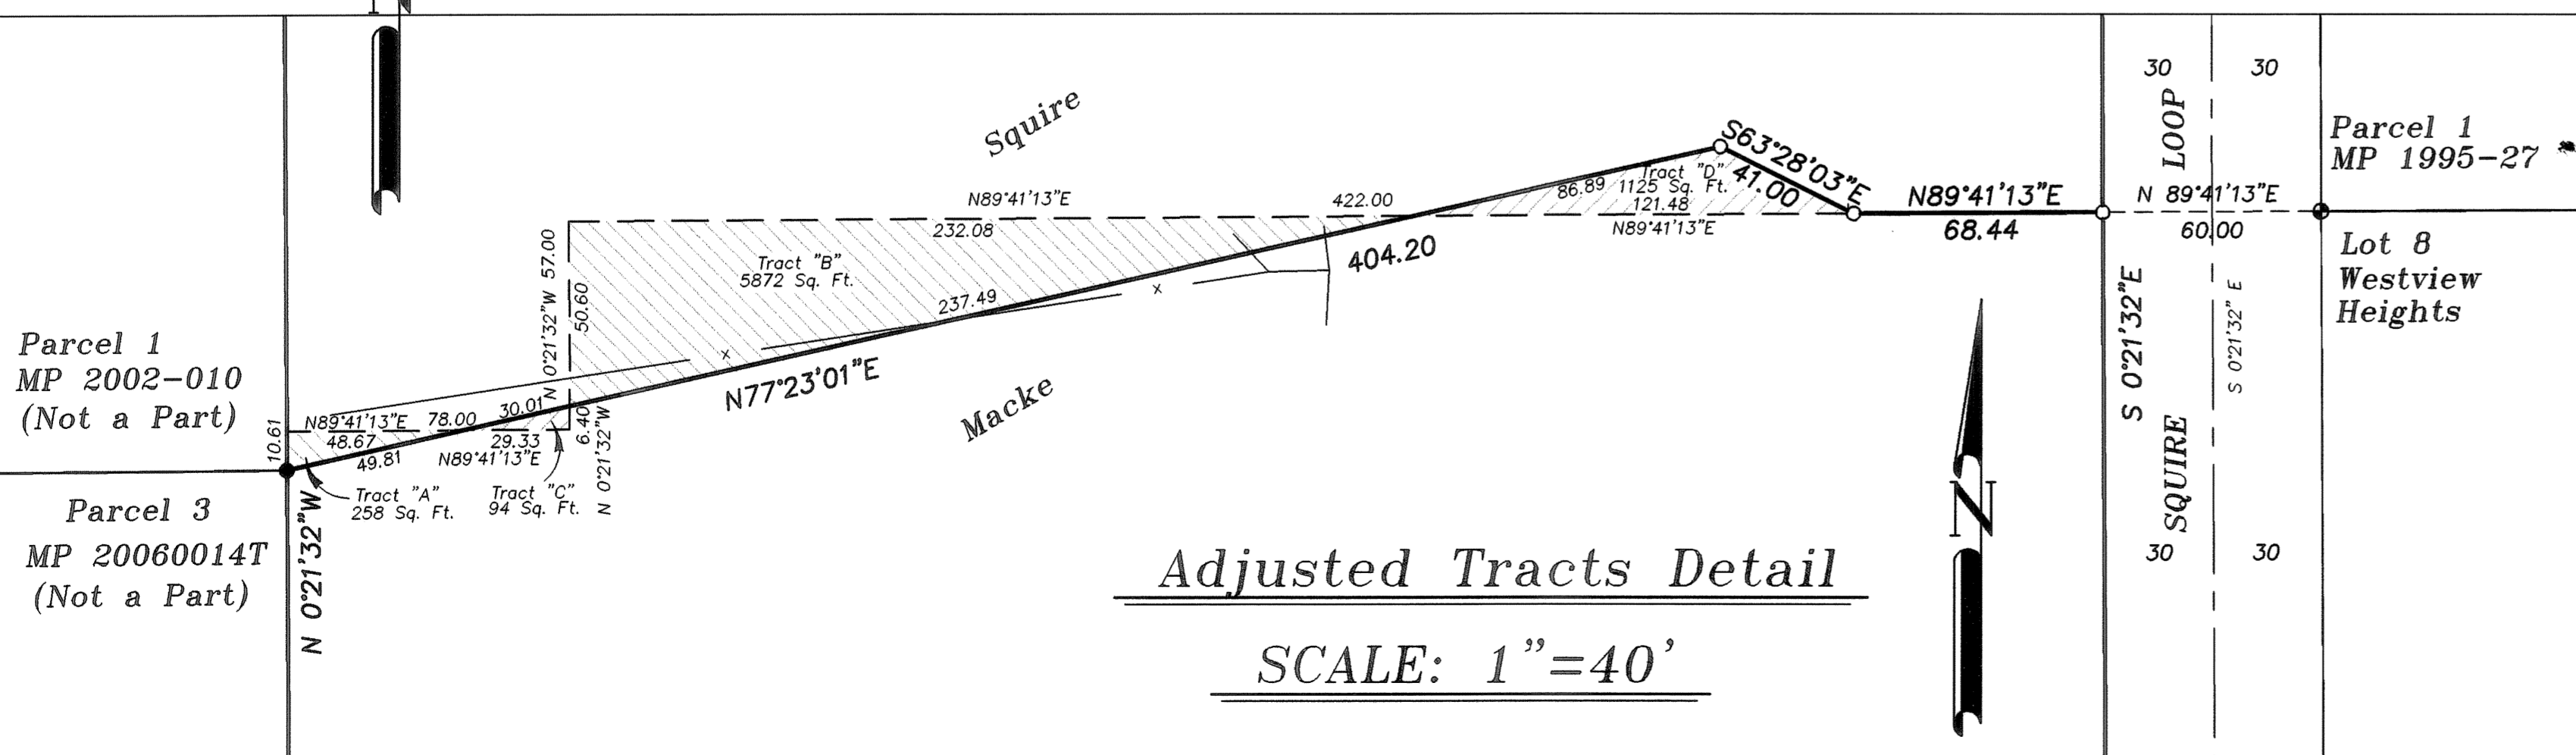 N
30
30
LOOP
Squire
Parcel 1
MP 1995-27
S63°28'03"E
41.00
Tract "D"
1125 Sq. Ft.
86.89
121.48
N89°41'13"E
N89°41'13"E
68.44
N 89°41'13"E
60.00
N89°41'13"E
422.00
232.08
Tract "B"
5872 Sq. Ft.
404.20
N 0°21'32"W 57.00
50.60
237.49
N77°23'01"E
Macke
Lot 8
Westview
Heights
S 0°21'32"E
S 0°21'32" E
SQUIRE
30
30
Parcel 1
MP 2002-010
(Not a Part)
10.61
N89°41'13"E
78.00
30.01
6.40
48.67
29.33
49.81
N89°41'13"E
N 0°21'32"W
Tract "A"
258 Sq. Ft.
Tract "C"
94 Sq. Ft.
N 0°21'32"W
Parcel 3
MP 20060014T
(Not a Part)
x
x
N
Adjusted Tracts Detail
SCALE: 1"=40'